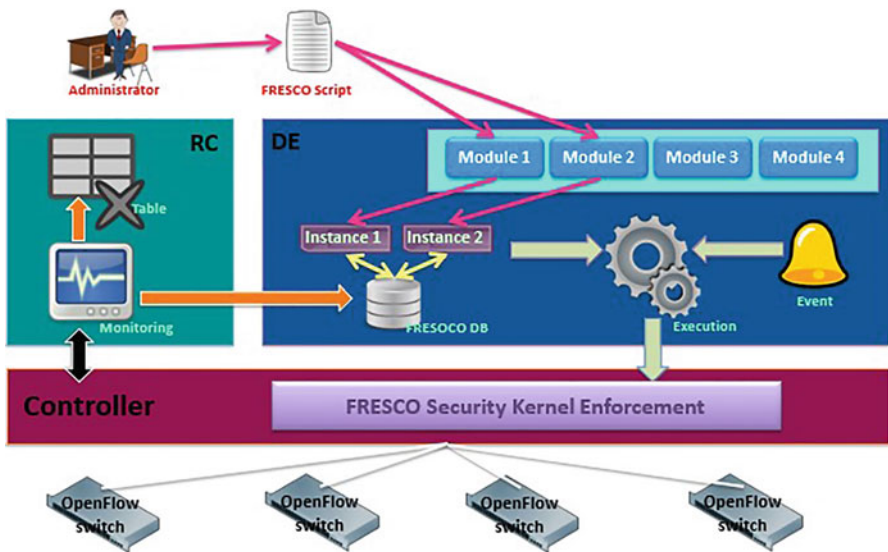 Administrator
FRESCO Script
RC
DE
Module 1
Module 2
Module 3
Module 4
Table
Instance 1
Instance 2
Monitoring
FRESOCO DB
Execution
Event
Controller
FRESCO Security Kernel Enforcement
OpenFlow
switch
OpenFlow
switch
OpenFlow
switch
OpenFlow
switch